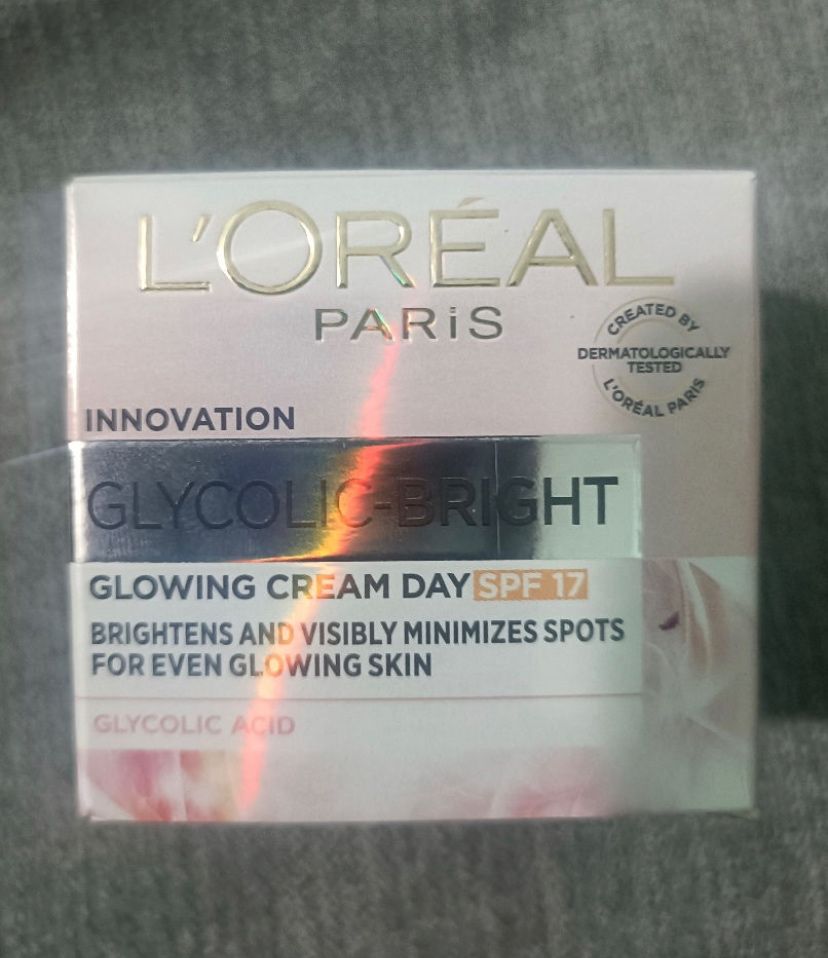 L'ORÉAL
PARiS
CREATED BY
DERMATOLOGICALLY
TESTED
L'ORÉAL PARIS
INNOVATION
GLYCOLIC-BRIGHT
GLOWING CREAM DAY SPF 17
BRIGHTENS AND VISIBLY MINIMIZES SPOTS
FOR EVEN GLOWING SKIN
GLYCOLIC ACID